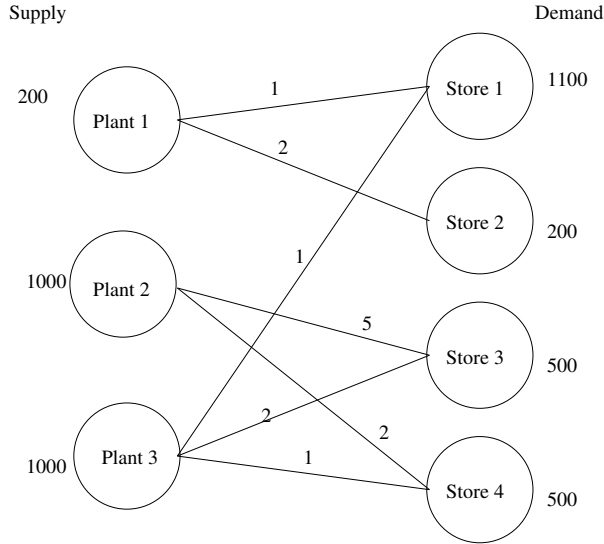 Supply
Demand
200
Plant 1
1
Store 1
1100
2
Store 2
200
1
1000
Plant 2
5
Store 3
500
2
2
1000
Plant 3
1
Store 4
500